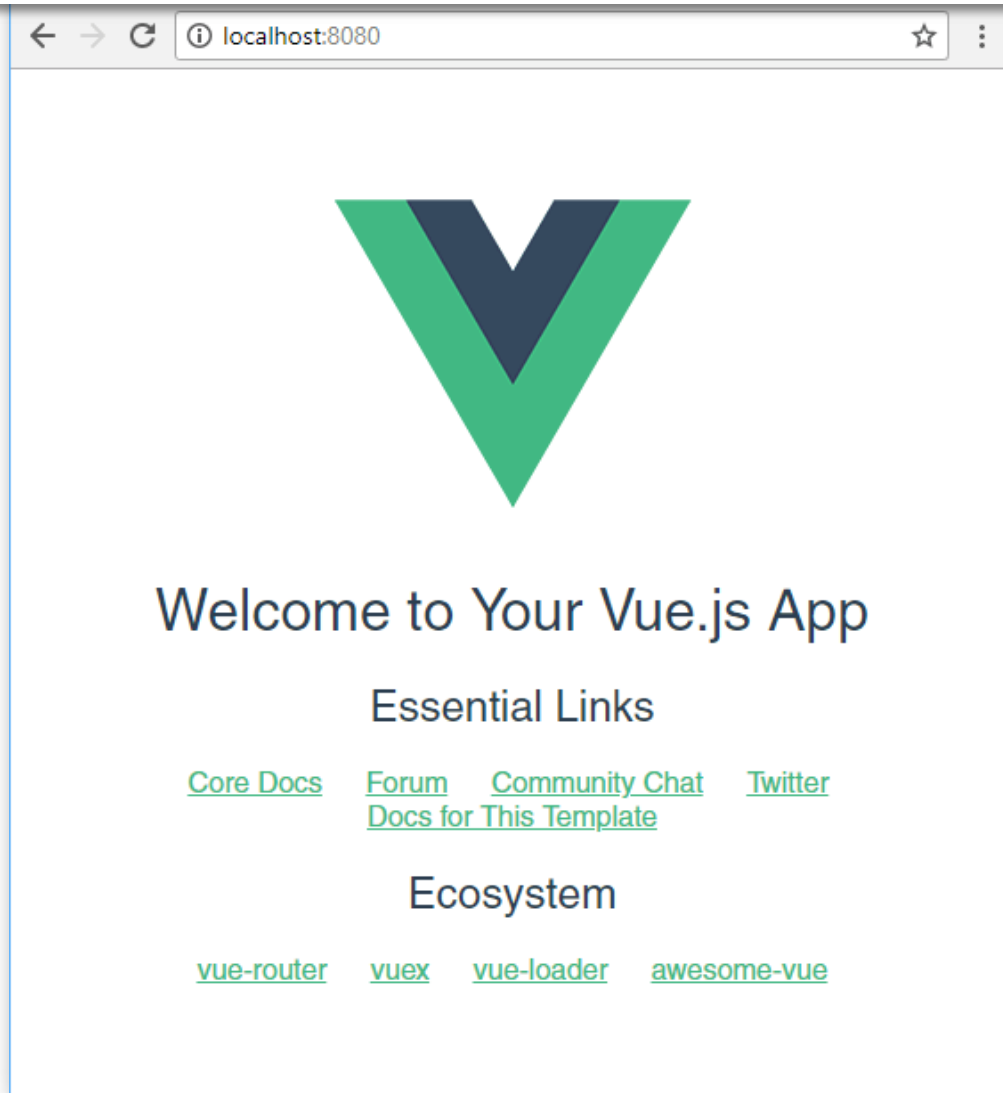 localhost:8080
Welcome to Your Vue.js App
Essential Links
Core Docs Forum Community Chat Twitter
Docs for This Template
Ecosystem
vue-router vuex vue-loader awesome-vue